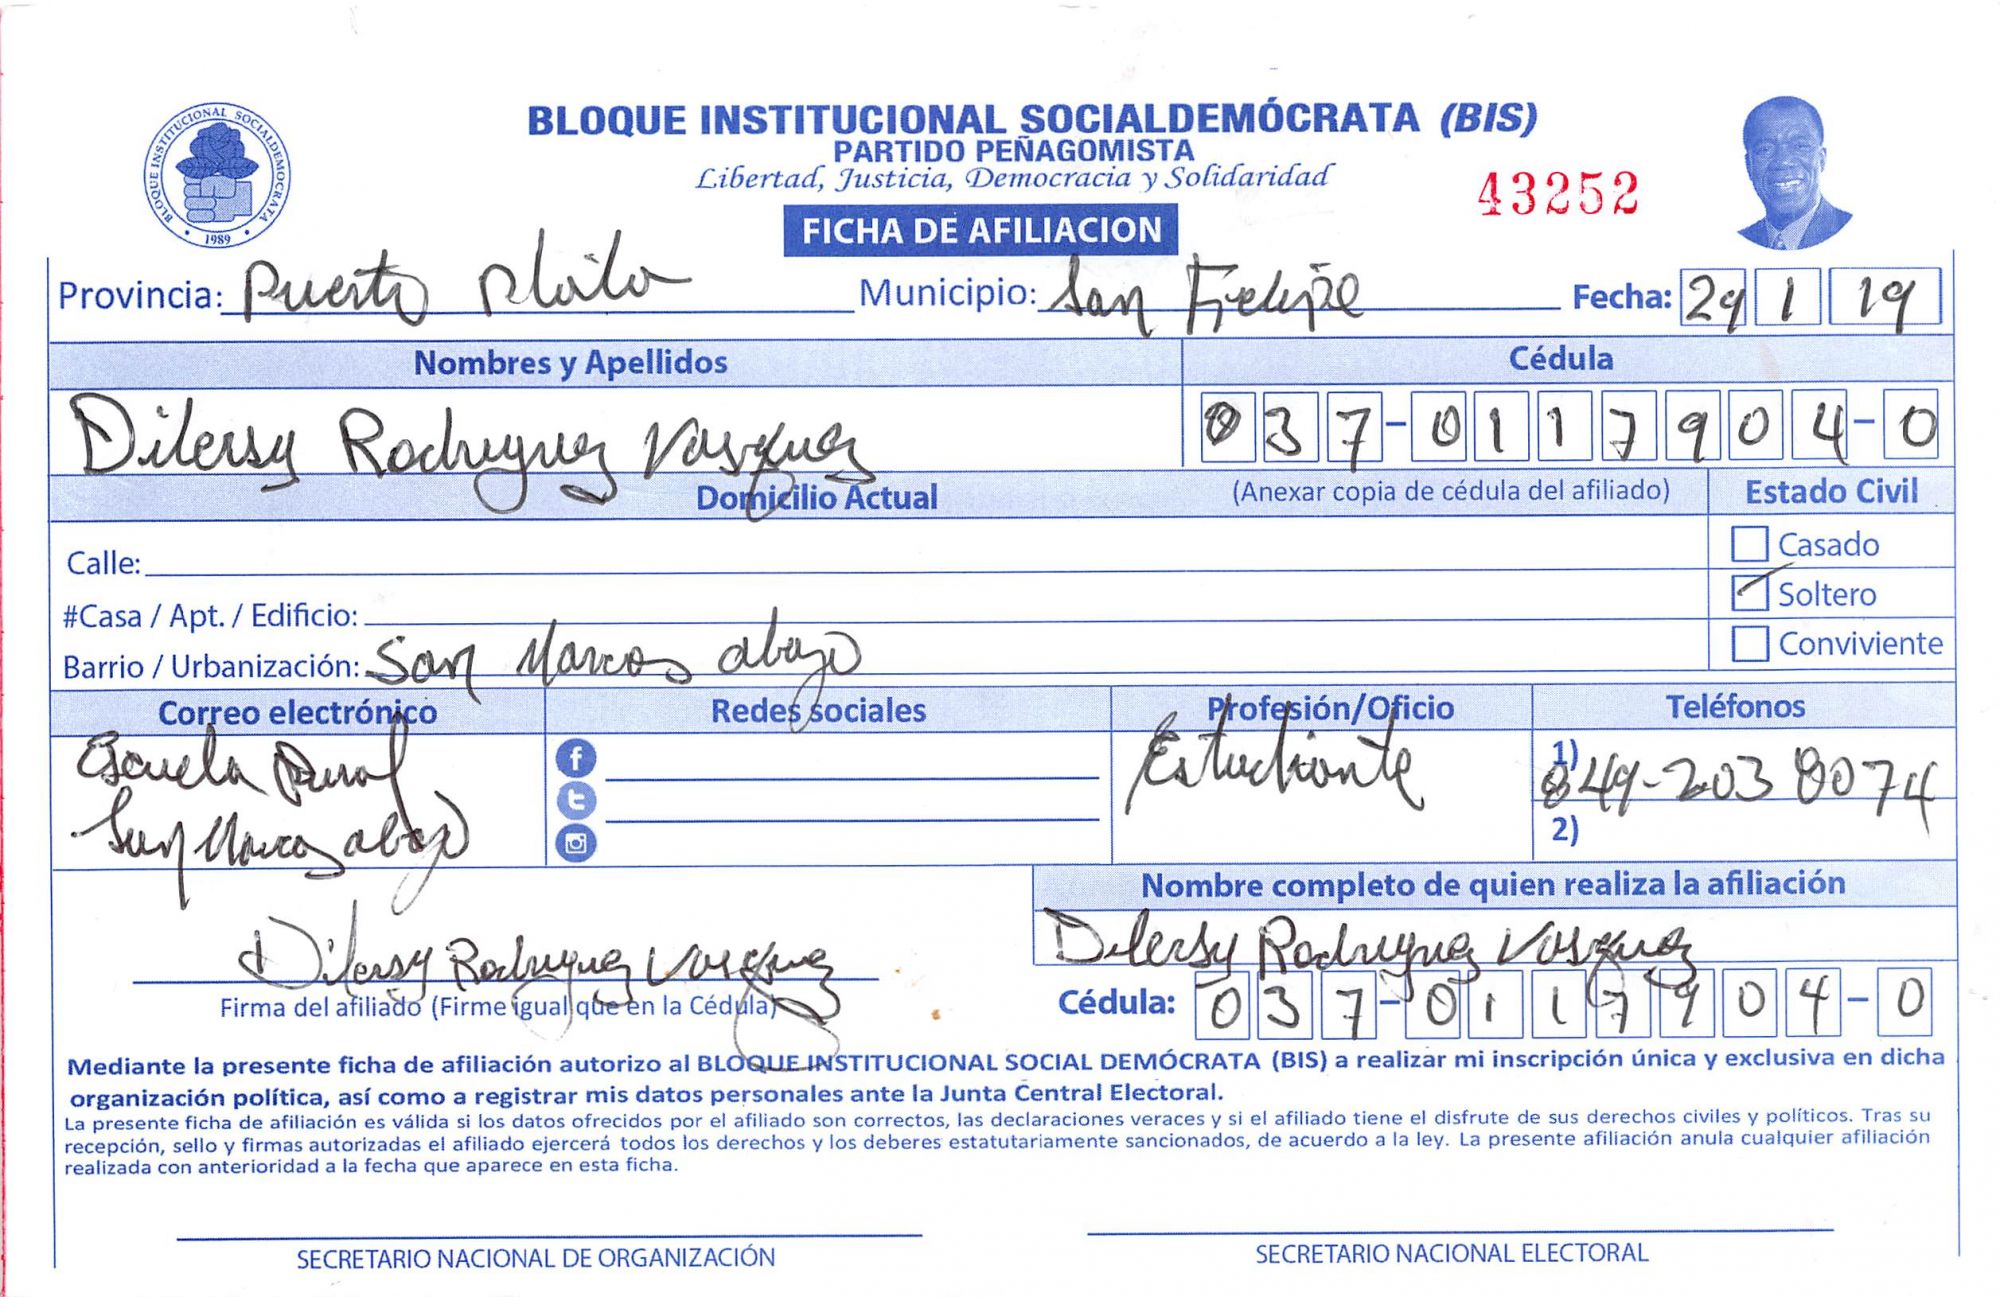 BLOQUE INSTITUCIONAL SOCIALDEMÓCRATA
1989
BLOQUE INSTITUCIONAL SOCIALDEMÓCRATA (BIS)
PARTIDO PEÑAGOMISTA
Libertad, Justicia, Democracia y Solidaridad
43252
FICHA DE AFILIACION
Provincia: Puerto Plata Municipio: San Felipe Fecha: 29 1 19
Nombres y Apellidos Cédula
Dilersy Rodriguez Vasquez 037-0117904-0
Domicilio Actual (Anexar copia de cédula del afiliado) Estado Civil
Calle: Casado
#Casa / Apt. / Edificio: Soltero
Barrio / Urbanización: San Marcos abajo Conviviente
Correo electrónico Redes sociales Profesión/Oficio Teléfonos
Escuela Rural Estudiante 1) 849-203 8074
San Marcos abajo 2)
Nombre completo de quien realiza la afiliación
Dilersy Rodriguez Vasquez Dilersy Rodriguez Vasquez
Firma del afiliado (Firme igual que en la Cédula) Cédula: 037-0117904-0
Mediante la presente ficha de afiliación autorizo al BLOQUE INSTITUCIONAL SOCIAL DEMÓCRATA (BIS) a realizar mi inscripción única y exclusiva en dicha
organización política, así como a registrar mis datos personales ante la Junta Central Electoral.
La presente ficha de afiliación es válida si los datos ofrecidos por el afiliado son correctos, las declaraciones veraces y si el afiliado tiene el disfrute de sus derechos civiles y políticos. Tras su
recepción, sello y firmas autorizadas el afiliado ejercerá todos los derechos y los deberes estatutariamente sancionados, de acuerdo a la ley. La presente afiliación anula cualquier afiliación
realizada con anterioridad a la fecha que aparece en esta ficha.
SECRETARIO NACIONAL DE ORGANIZACIÓN SECRETARIO NACIONAL ELECTORAL